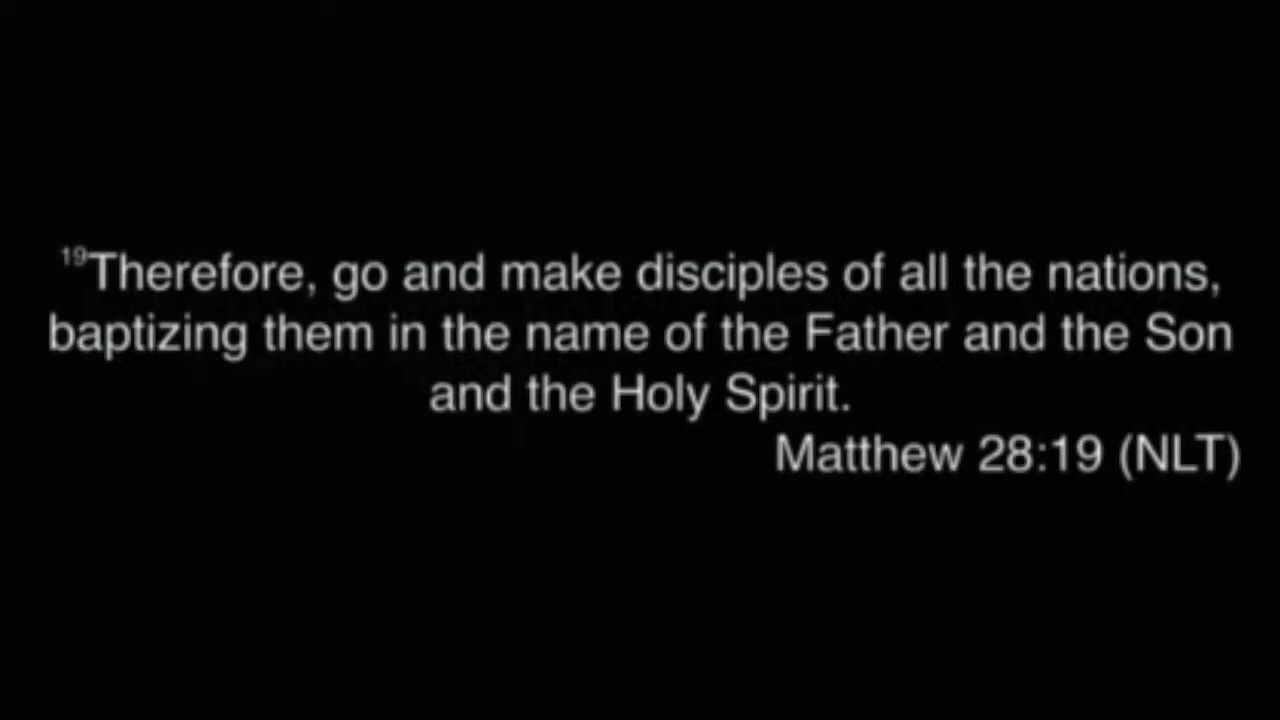 ¹⁹Therefore, go and make disciples of all the nations,
baptizing them in the name of the Father and the Son
and the Holy Spirit.
Matthew 28:19 (NLT)